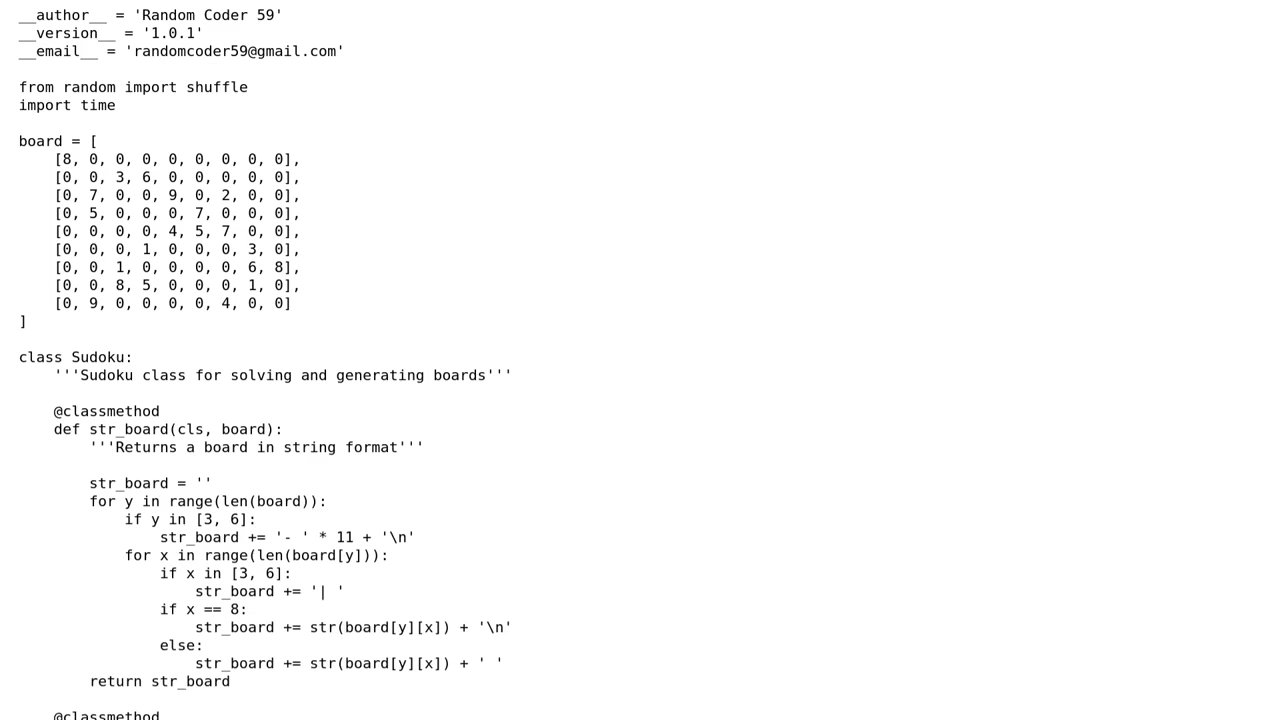 __author__ = 'Random Coder 59'
__version__ = '1.0.1'
__email__ = 'randomcoder59@gmail.com'

from random import shuffle
import time

board = [
    [8, 0, 0, 0, 0, 0, 0, 0, 0],
    [0, 0, 3, 6, 0, 0, 0, 0, 0],
    [0, 7, 0, 0, 9, 0, 2, 0, 0],
    [0, 5, 0, 0, 0, 7, 0, 0, 0],
    [0, 0, 0, 0, 4, 5, 7, 0, 0],
    [0, 0, 0, 1, 0, 0, 0, 3, 0],
    [0, 0, 1, 0, 0, 0, 0, 6, 8],
    [0, 0, 8, 5, 0, 0, 0, 1, 0],
    [0, 9, 0, 0, 0, 0, 4, 0, 0]
]

class Sudoku:
    '''Sudoku class for solving and generating boards'''

    @classmethod
    def str_board(cls, board):
        '''Returns a board in string format'''

        str_board = ''
        for y in range(len(board)):
            if y in [3, 6]:
                str_board += '- ' * 11 + '\n'
            for x in range(len(board[y])):
                if x in [3, 6]:
                    str_board += '| '
                if x == 8:
                    str_board += str(board[y][x]) + '\n'
                else:
                    str_board += str(board[y][x]) + ' '
        return str_board

    @classmethod